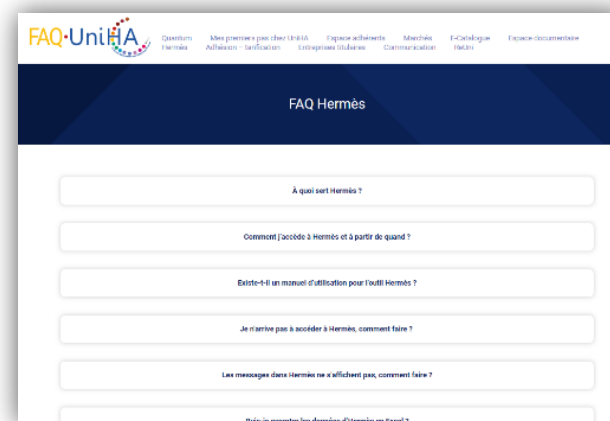 FAQ•UniHA
Quantum Mes premiers pas chez UniHA Espace adhérents Marchés E-Catalogue Espace documentaire
Hermès Adhésion – tarification Entreprises titulaires Communication ReUni
FAQ Hermès
À quoi sert Hermès ?
Comment j'accède à Hermès et à partir de quand ?
Existe-t-il un manuel d'utilisation pour l'outil Hermès ?
Je n'arrive pas à accéder à Hermès, comment faire ?
Les messages dans Hermès ne s'affichent pas, comment faire ?